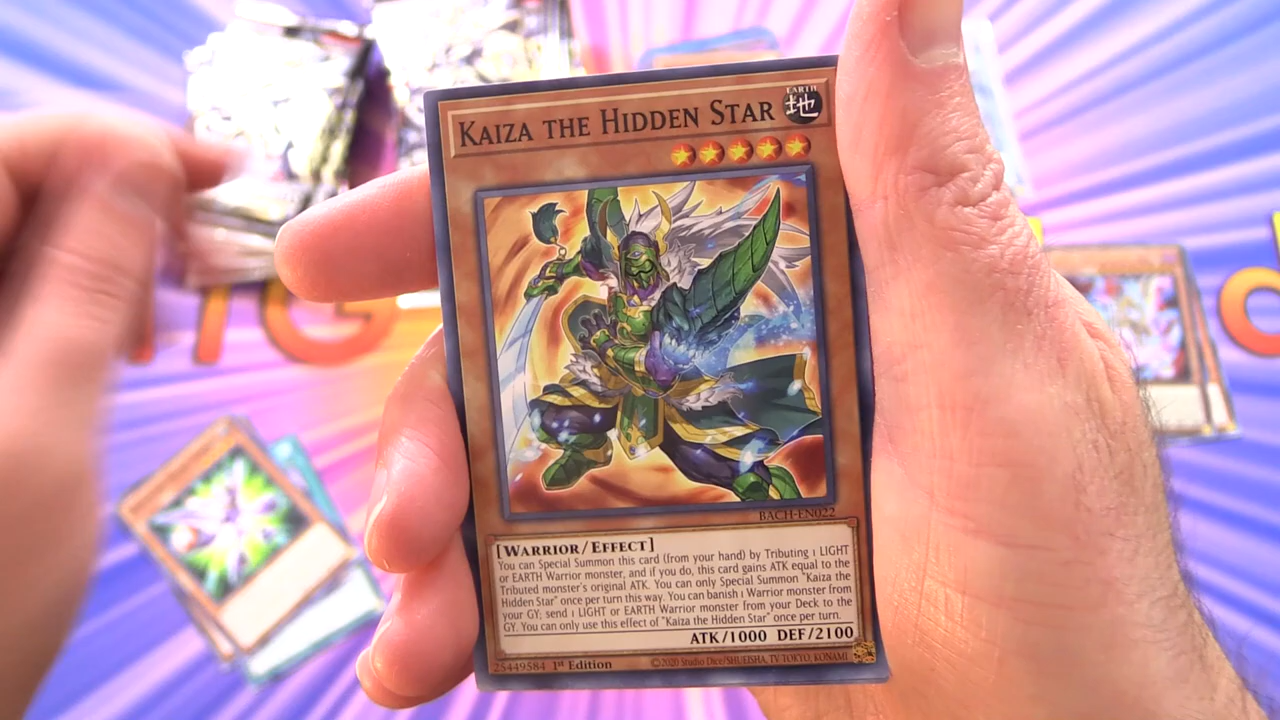 KAIZA THE HIDDEN STAR
EARTH
地
BACH-EN022
[WARRIOR/EFFECT]
You can Special Summon this card (from your hand) by Tributing 1 LIGHT
or EARTH Warrior monster, and if you do, this card gains ATK equal to the
Tributed monster's original ATK. You can only Special Summon "Kaiza the
Hidden Star" once per turn this way. You can banish 1 Warrior monster from
your GY; send 1 LIGHT or EARTH Warrior monster from your Deck to the
GY. You can only use this effect of "Kaiza the Hidden Star" once per turn.
ATK/1000 DEF/2100
25449584 1st Edition ©2020 Studio Dice/SHUEISHA, TV TOKYO, KONAMI